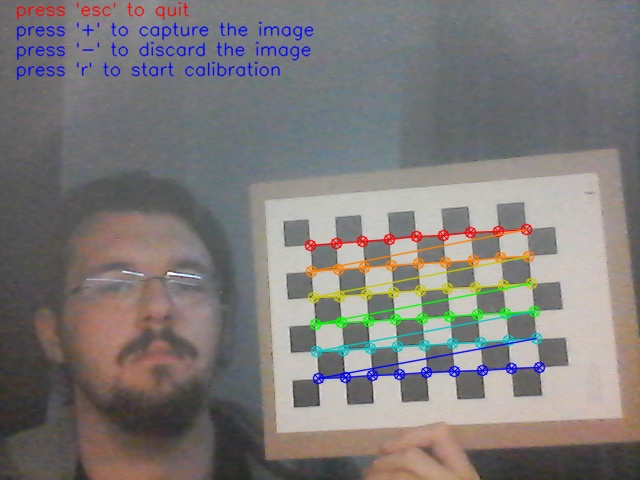 press 'esc' to quit
press '+' to capture the image
press '-' to discard the image
press 'r' to start calibration